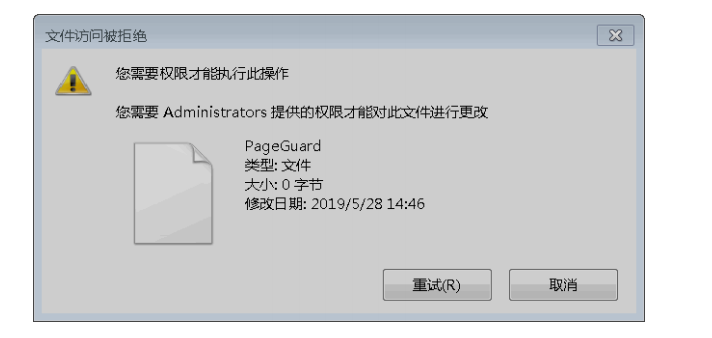 文件访问被拒绝
您需要权限才能执行此操作
您需要 Administrators 提供的权限才能对此文件进行更改
PageGuard
类型: 文件
大小: 0 字节
修改日期: 2019/5/28 14:46
重试(R)
取消